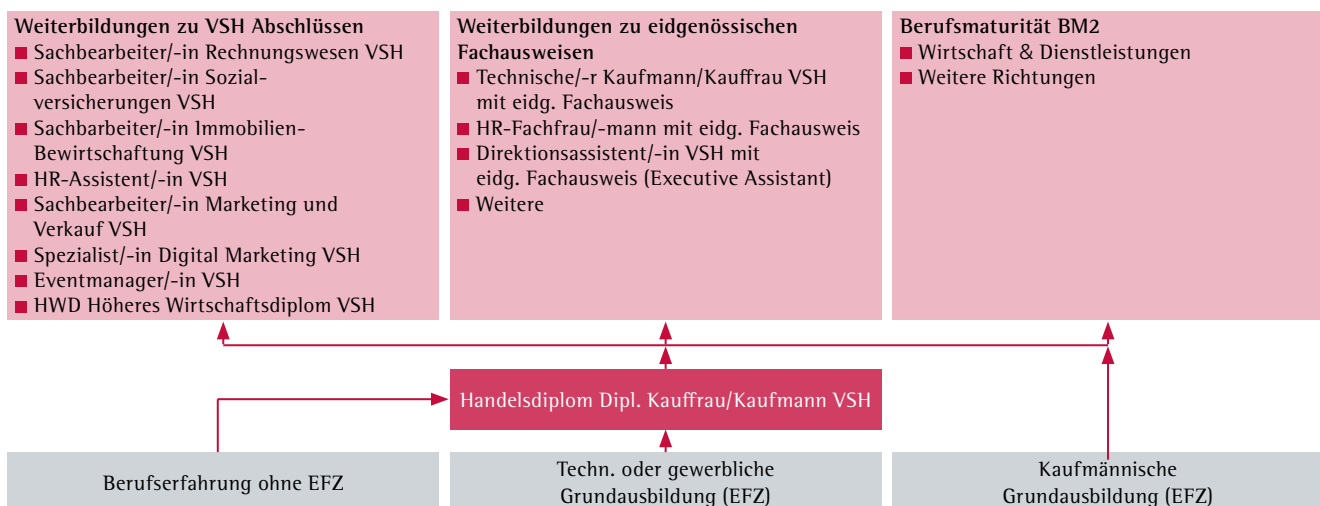 Weiterbildungen zu VSH Abschlüssen
Sachbearbeiter/-in Rechnungswesen VSH
Sachbearbeiter/-in Sozial-
versicherungen VSH
Sachbarbeiter/-in Immobilien-
Bewirtschaftung VSH
HR-Assistent/-in VSH
Sachbearbeiter/-in Marketing und
Verkauf VSH
Spezialist/-in Digital Marketing VSH
Eventmanager/-in VSH
HWD Höheres Wirtschaftsdiplom VSH
Weiterbildungen zu eidgenössischen
Fachausweisen
Technische/-r Kaufmann/Kauffrau VSH
mit eidg. Fachausweis
HR-Fachfrau/-mann mit eidg. Fachausweis
Direktionsassistent/-in VSH mit
eidg. Fachausweis (Executive Assistant)
Weitere
Berufsmaturität BM2
Wirtschaft & Dienstleistungen
Weitere Richtungen
Handelsdiplom Dipl. Kauffrau/Kaufmann VSH
Berufserfahrung ohne EFZ
Techn. oder gewerbliche
Grundausbildung (EFZ)
Kaufmännische
Grundausbildung (EFZ)